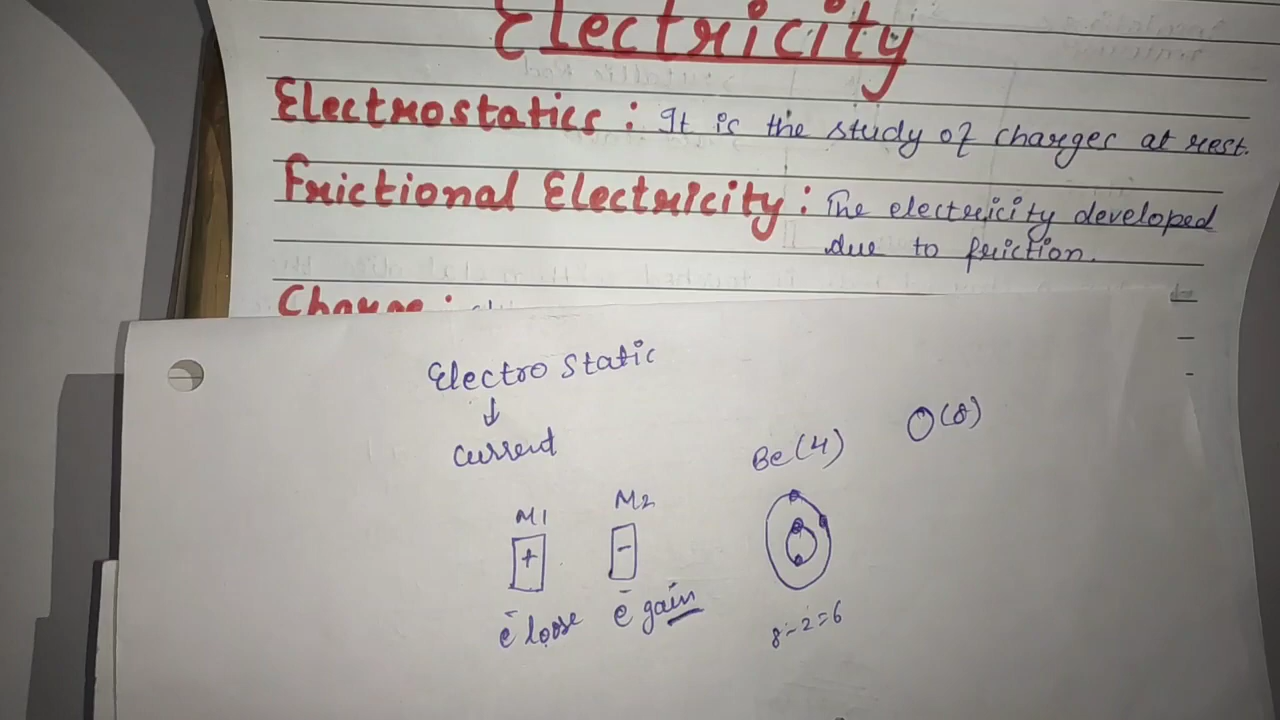 Electricity
Electrostatics : It is the study of charges at rest.
Frictional Electricity : The electricity developed
due to friction.
Charge :
Electro Static
↓
Current
Be (4)
O (8)
M1
M2
+
-
e⁻ loose
e⁻ gain
8-2=6